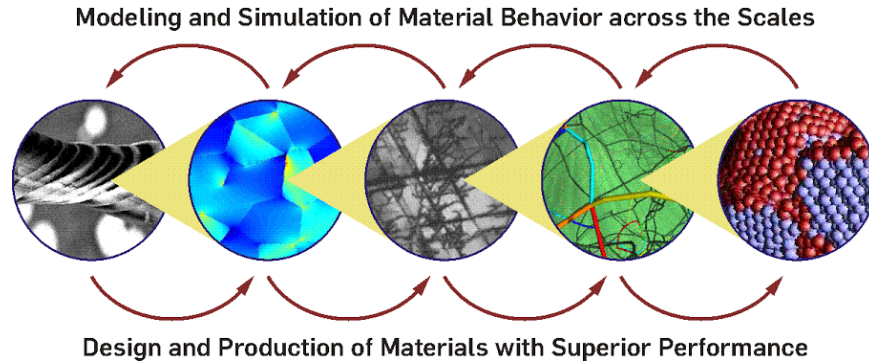 Modeling and Simulation of Material Behavior across the Scales
Design and Production of Materials with Superior Performance